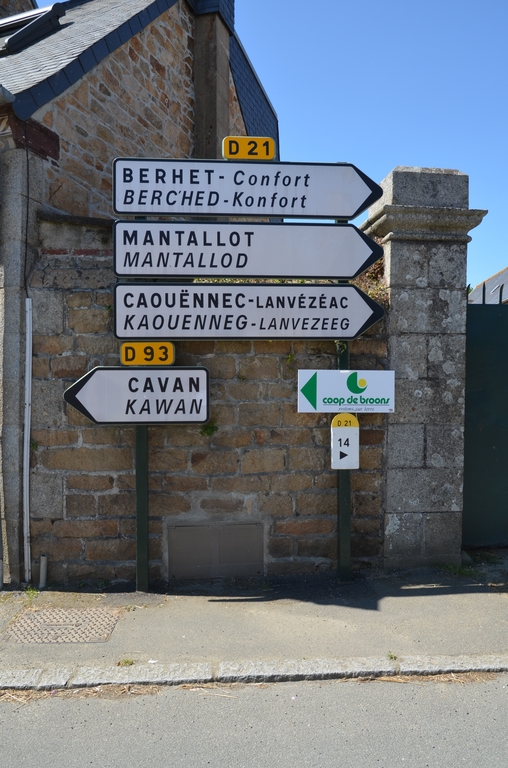 D 21
BERHET - Confort
BERC'HED - Konfort
MANTALLOT
MANTALLOD
CAOUËNNEC - LANVÉZÉAC
KAOUENNEG - LANVEZEEG
D 93
CAVAN
KAWAN
coop de broons
D 21
14